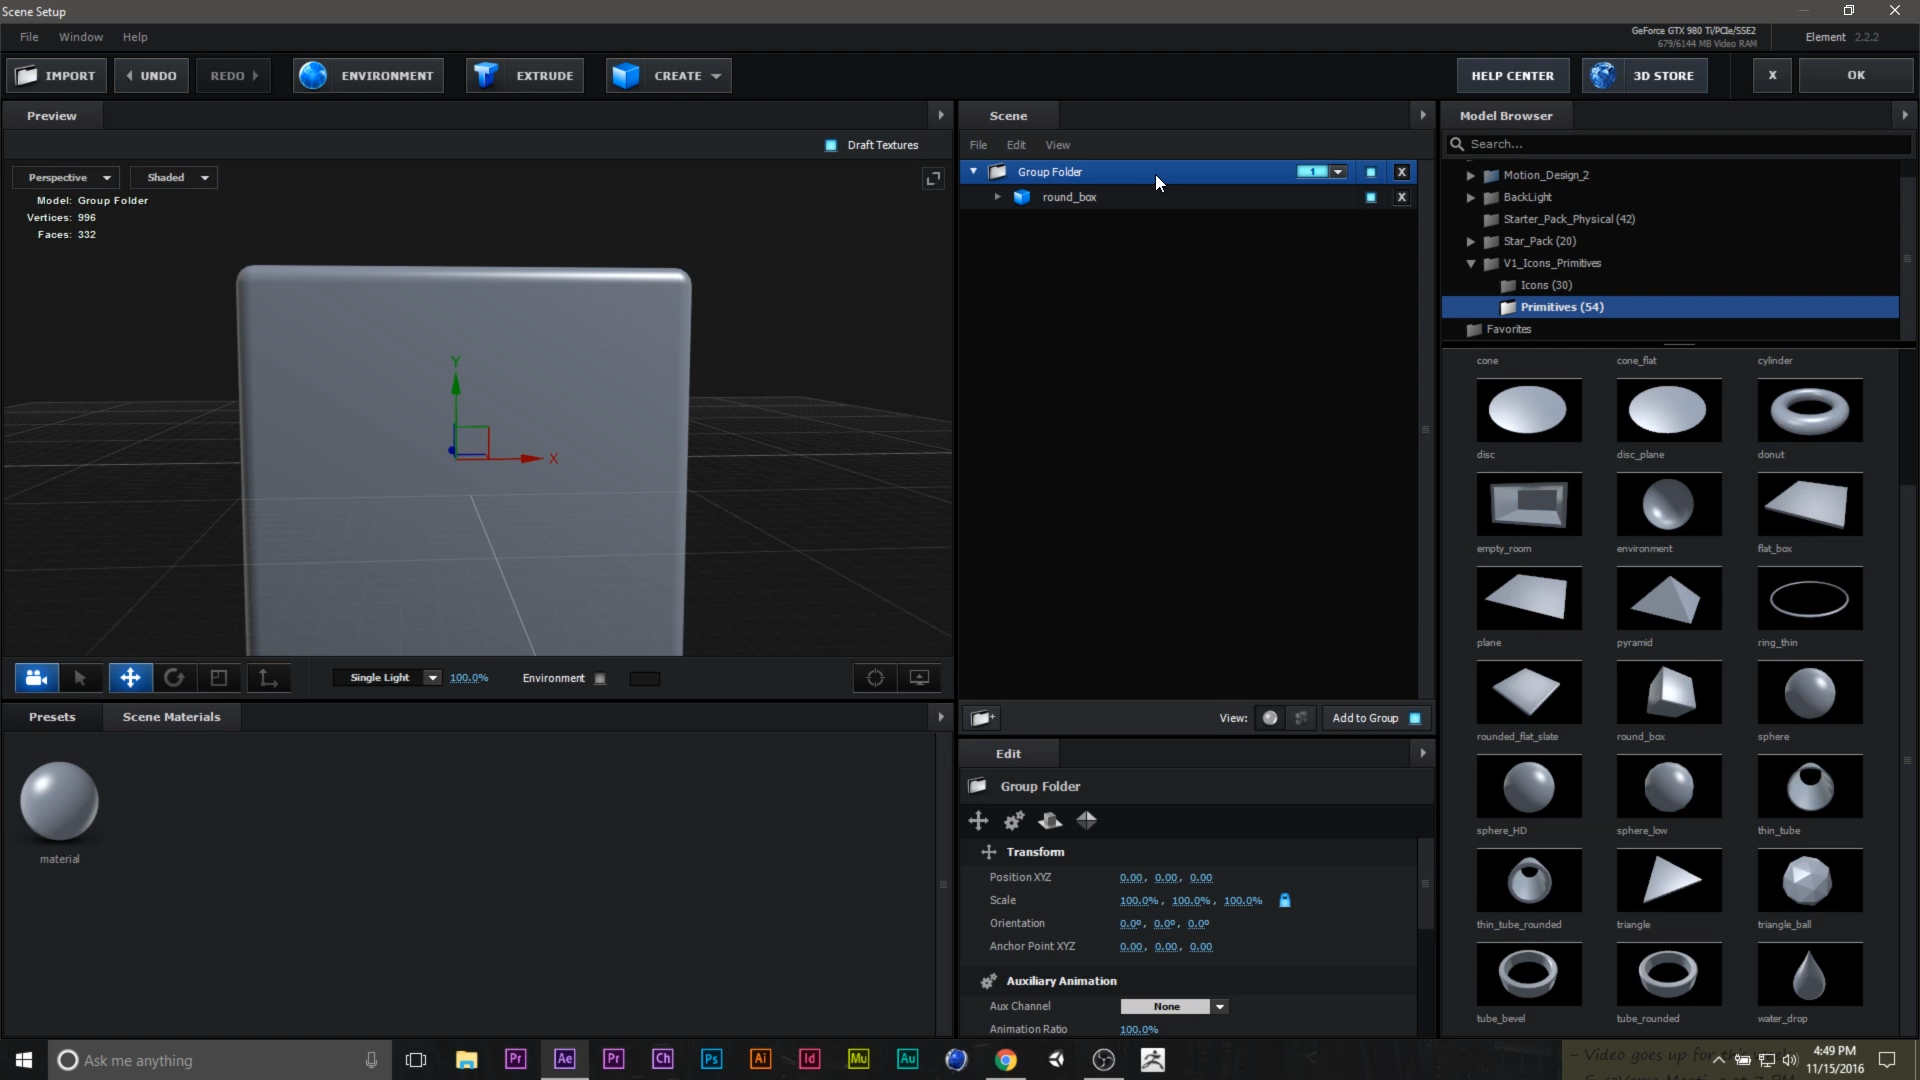 Scene Setup
File Window Help
GeForce GTX 980 Ti/PCIe/SSE2
679/6144 MB Video RAM
Element 2.2.2
IMPORT UNDO REDO ENVIRONMENT EXTRUDE CREATE HELP CENTER 3D STORE X OK
Preview
Draft Textures
Perspective Shaded
Model: Group Folder
Vertices: 996
Faces: 332
Y
X
Single Light 100.0% Environment
Presets Scene Materials
material
Scene
File Edit View
Group Folder 1 X
round_box X
View: Add to Group
Edit
Group Folder
Transform
Position XYZ 0.00, 0.00, 0.00
Scale 100.0%, 100.0%, 100.0%
Orientation 0.0°, 0.0°, 0.0°
Anchor Point XYZ 0.00, 0.00, 0.00
Auxiliary Animation
Aux Channel None
Animation Ratio 100.0%
Model Browser
Search...
Motion_Design_2
BackLight
Starter_Pack_Physical (42)
Star_Pack (20)
V1_Icons_Primitives
Icons (30)
Primitives (54)
Favorites
cone cone_flat cylinder
disc disc_plane donut
empty_room environment flat_box
plane pyramid ring_thin
rounded_flat_slate round_box sphere
sphere_HD sphere_low thin_tube
thin_tube_rounded triangle triangle_ball
tube_bevel tube_rounded water_drop
Ask me anything
Pr Ae Pr Ch Ps Ai Id Mu Au
- Video goes up for
4:49 PM
11/15/2016